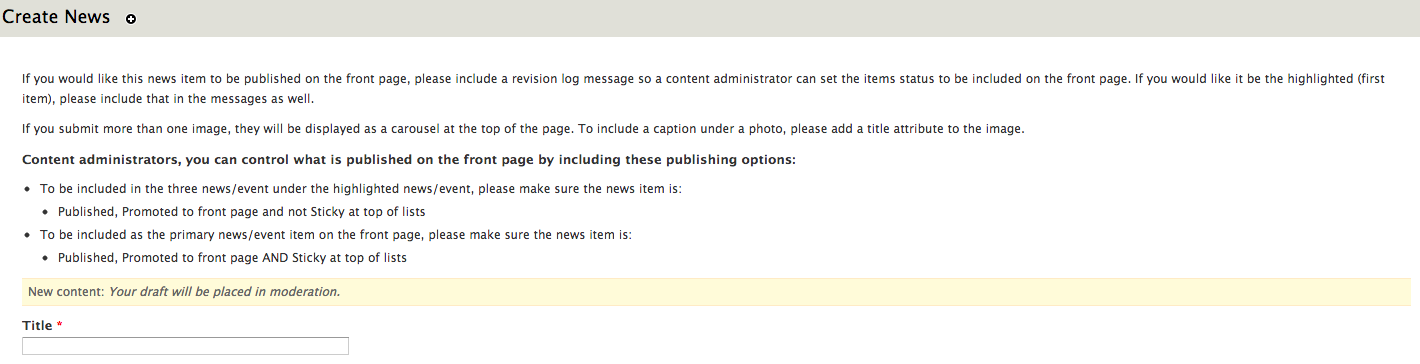 Create News
If you would like this news item to be published on the front page, please include a revision log message so a content administrator can set the items status to be included on the front page. If you would like it be the highlighted (first
item), please include that in the messages as well.
If you submit more than one image, they will be displayed as a carousel at the top of the page. To include a caption under a photo, please add a title attribute to the image.
Content administrators, you can control what is published on the front page by including these publishing options:
• To be included in the three news/event under the highlighted news/event, please make sure the news item is:
• Published, Promoted to front page and not Sticky at top of lists
• To be included as the primary news/event item on the front page, please make sure the news item is:
• Published, Promoted to front page AND Sticky at top of lists
New content: Your draft will be placed in moderation.
Title *